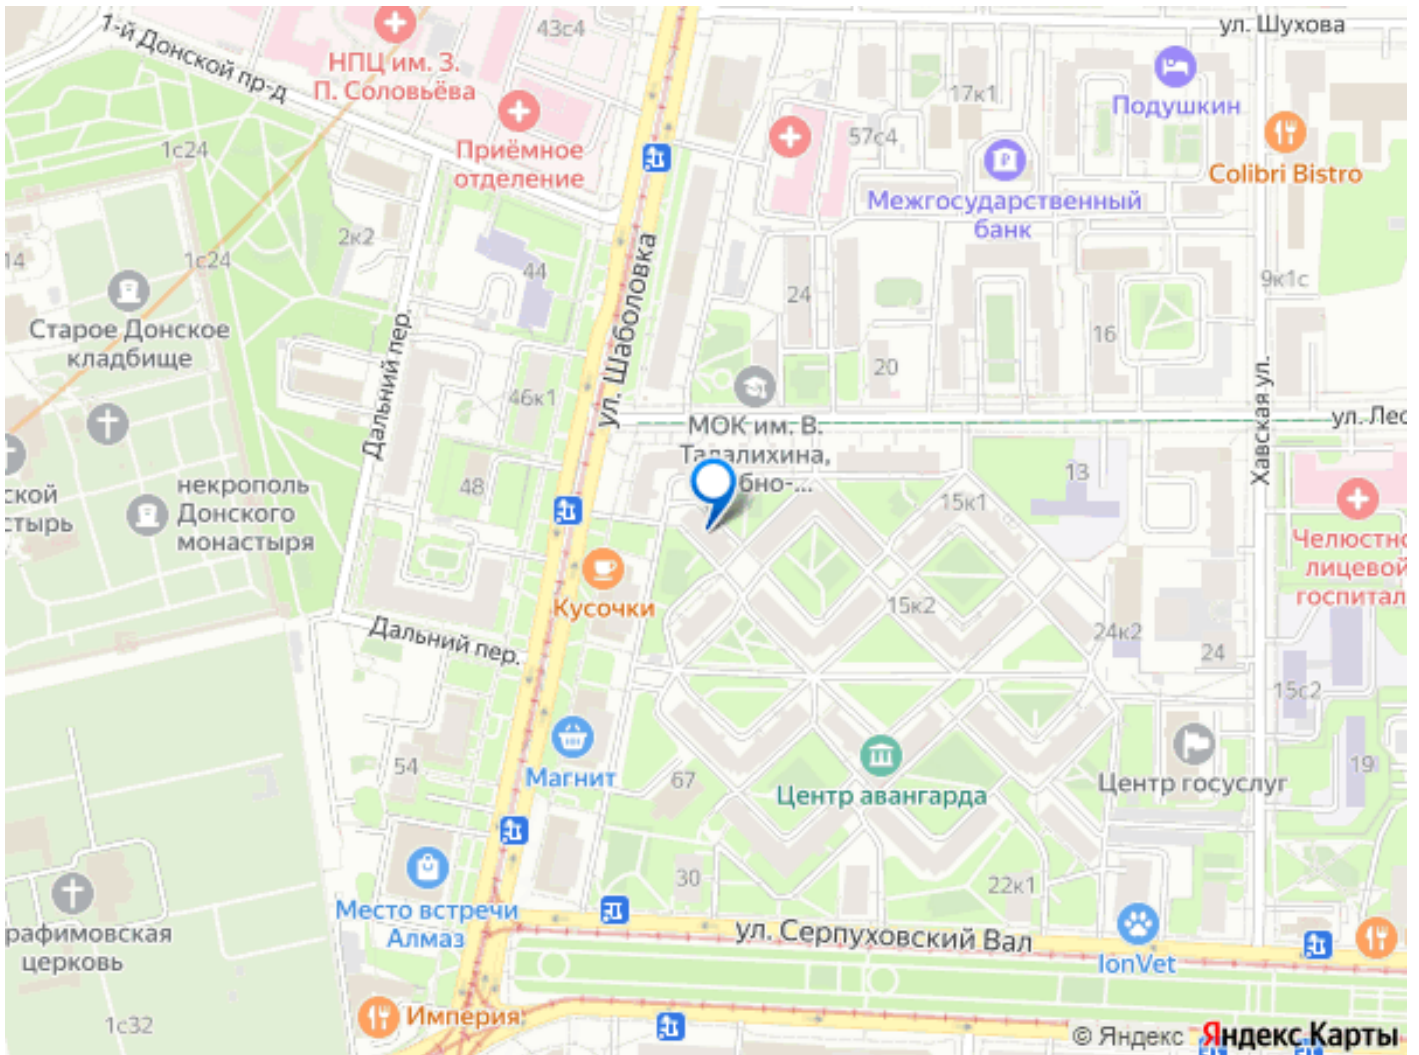 43с4
ул. Шухова
1-й Донской пр-д
НПЦ им. З.
П. Соловьёва
Подушкин
17к1
57с4
1с24
Приёмное
отделение
Colibri Bistro
Межгосударственный
банк
2к2
14
1с24
44
9к1с
24
Старое Донское
кладбище
16
20
Дальний пер.
ул. Шаболовка
46к1
Хавская ул.
ул. Лес
МОК им. В.
Талалихина,
бно-...
13
48
15к1
ской
стырь
некрополь
Донского
монастыря
Челюстно
лицевой
госпитал
Кусочки
15к2
Дальний пер.
24к2
24
15с2
54
Магнит
67
19
Центр госуслуг
Центр авангарда
30
22к1
Место встречи
Алмаз
рафимовская
церковь
ул. Серпуховский Вал
IonVet
1с32
Империя
© Яндекс Яндекс Карты